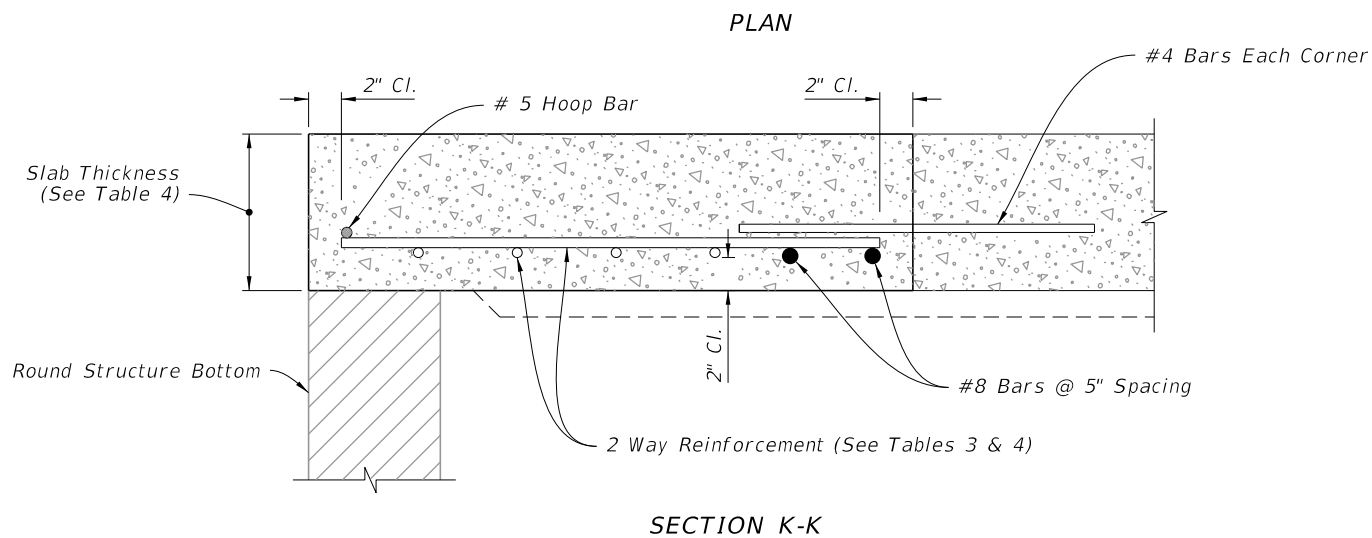 PLAN
#4 Bars Each Corner
2" Cl.
2" Cl.
# 5 Hoop Bar
Slab Thickness
(See Table 4)
Round Structure Bottom
2" Cl.
#8 Bars @ 5" Spacing
2 Way Reinforcement (See Tables 3 & 4)
SECTION K-K